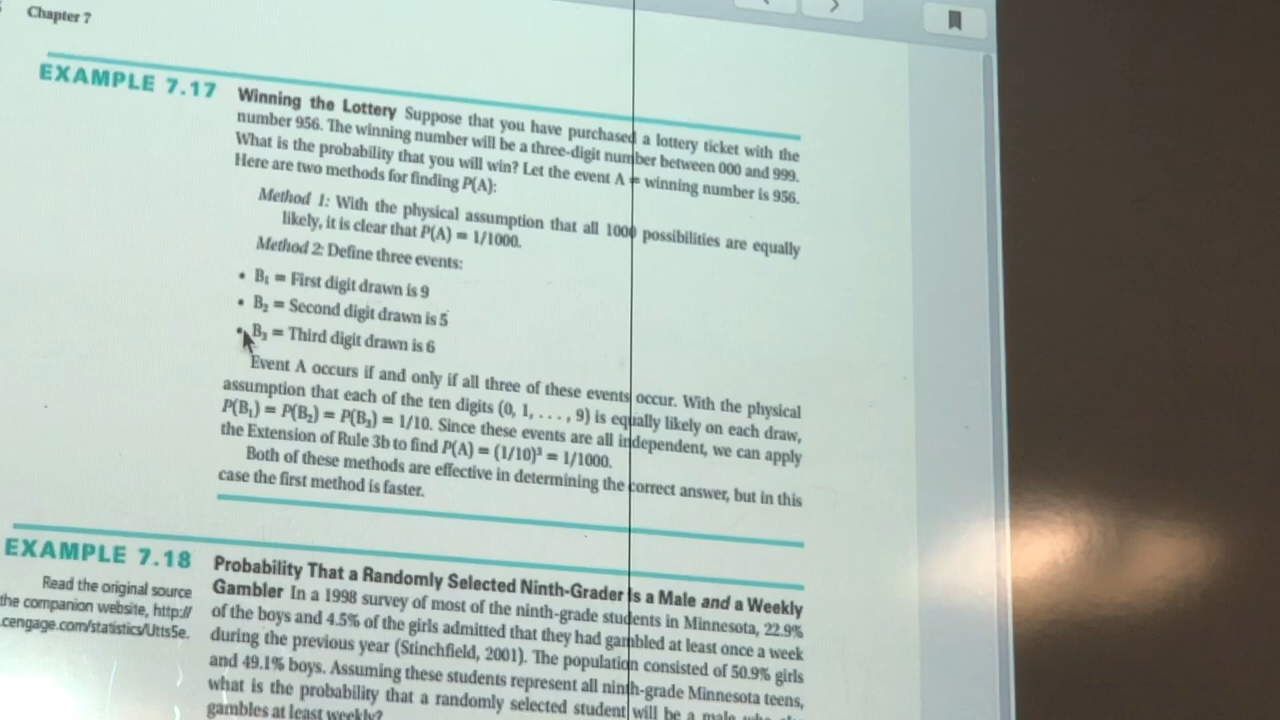 Chapter 7
EXAMPLE 7.17
Winning the Lottery Suppose that you have purchased a lottery ticket with the
number 956. The winning number will be a three-digit number between 000 and 999.
What is the probability that you will win? Let the event A = winning number is 956.
Here are two methods for finding P(A):
Method 1: With the physical assumption that all 1000 possibilities are equally
likely, it is clear that P(A) = 1/1000.
Method 2: Define three events:
• B₁ = First digit drawn is 9
• B₂ = Second digit drawn is 5
• B₃ = Third digit drawn is 6
Event A occurs if and only if all three of these events occur. With the physical
assumption that each of the ten digits (0, 1, . . . , 9) is equally likely on each draw,
P(B₁) = P(B₂) = P(B₃) = 1/10. Since these events are all independent, we can apply
the Extension of Rule 3b to find P(A) = (1/10)³ = 1/1000.
Both of these methods are effective in determining the correct answer, but in this
case the first method is faster.
EXAMPLE 7.18
Read the original source
the companion website, http://
.cengage.com/statistics/Utts5e.
Probability That a Randomly Selected Ninth-Grader Is a Male and a Weekly
Gambler In a 1998 survey of most of the ninth-grade students in Minnesota, 22.9%
of the boys and 4.5% of the girls admitted that they had gambled at least once a week
during the previous year (Stinchfield, 2001). The population consisted of 50.9% girls
and 49.1% boys. Assuming these students represent all ninth-grade Minnesota teens,
what is the probability that a randomly selected student will be a male who
gambles at least weekly?